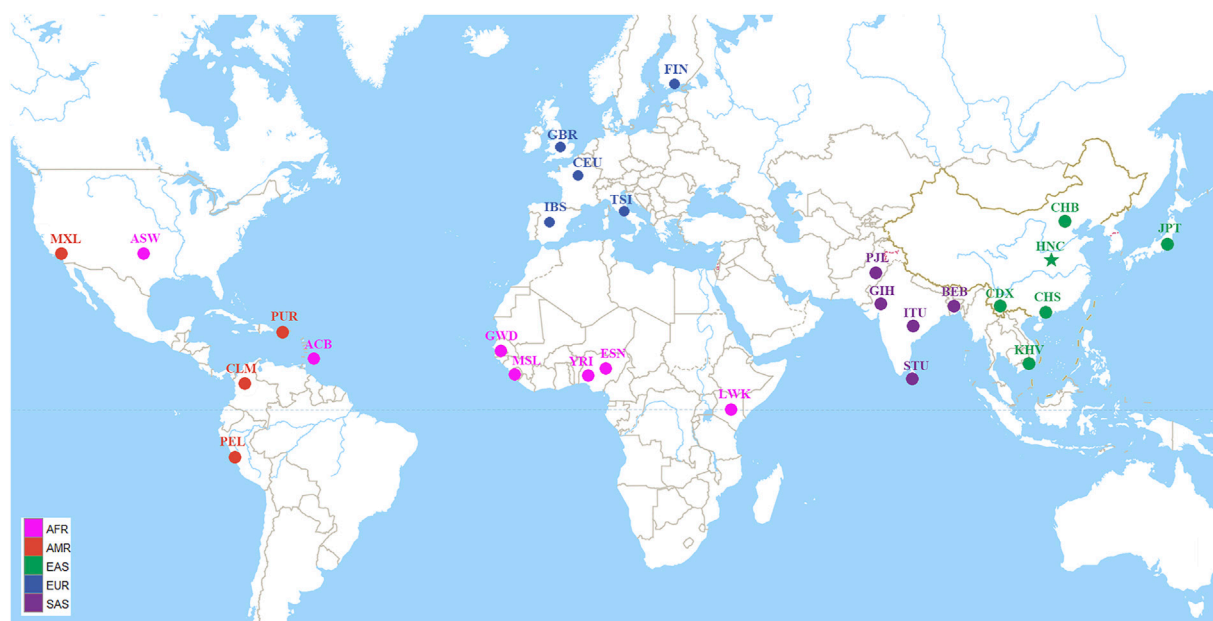 FIN
GBR
CEU
IBS
TSI
CHB
JPT
HNC
MXL
ASW
PJL
GIH
BEB
CDX
CHS
ITU
PUR
ACB
GWD
MSL
YRI
ESN
KHV
STU
CLM
LWK
PEL
AFR
AMR
EAS
EUR
SAS